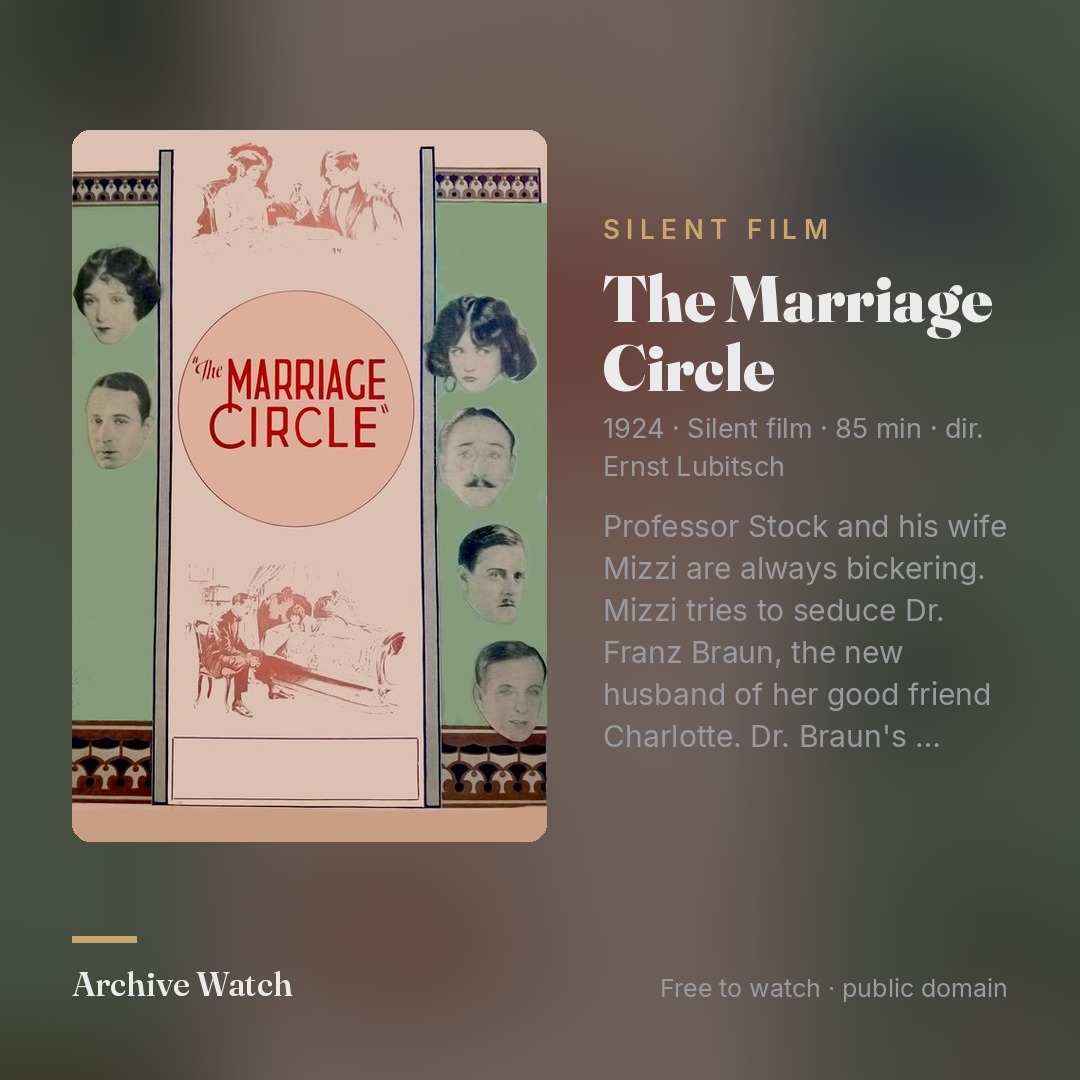 "The
MARRIAGE
CIRCLE"
SILENT FILM
The Marriage
Circle
1924 · Silent film · 85 min · dir.
Ernst Lubitsch
Professor Stock and his wife
Mizzi are always bickering.
Mizzi tries to seduce Dr.
Franz Braun, the new
husband of her good friend
Charlotte. Dr. Braun's ...
Archive Watch
Free to watch · public domain